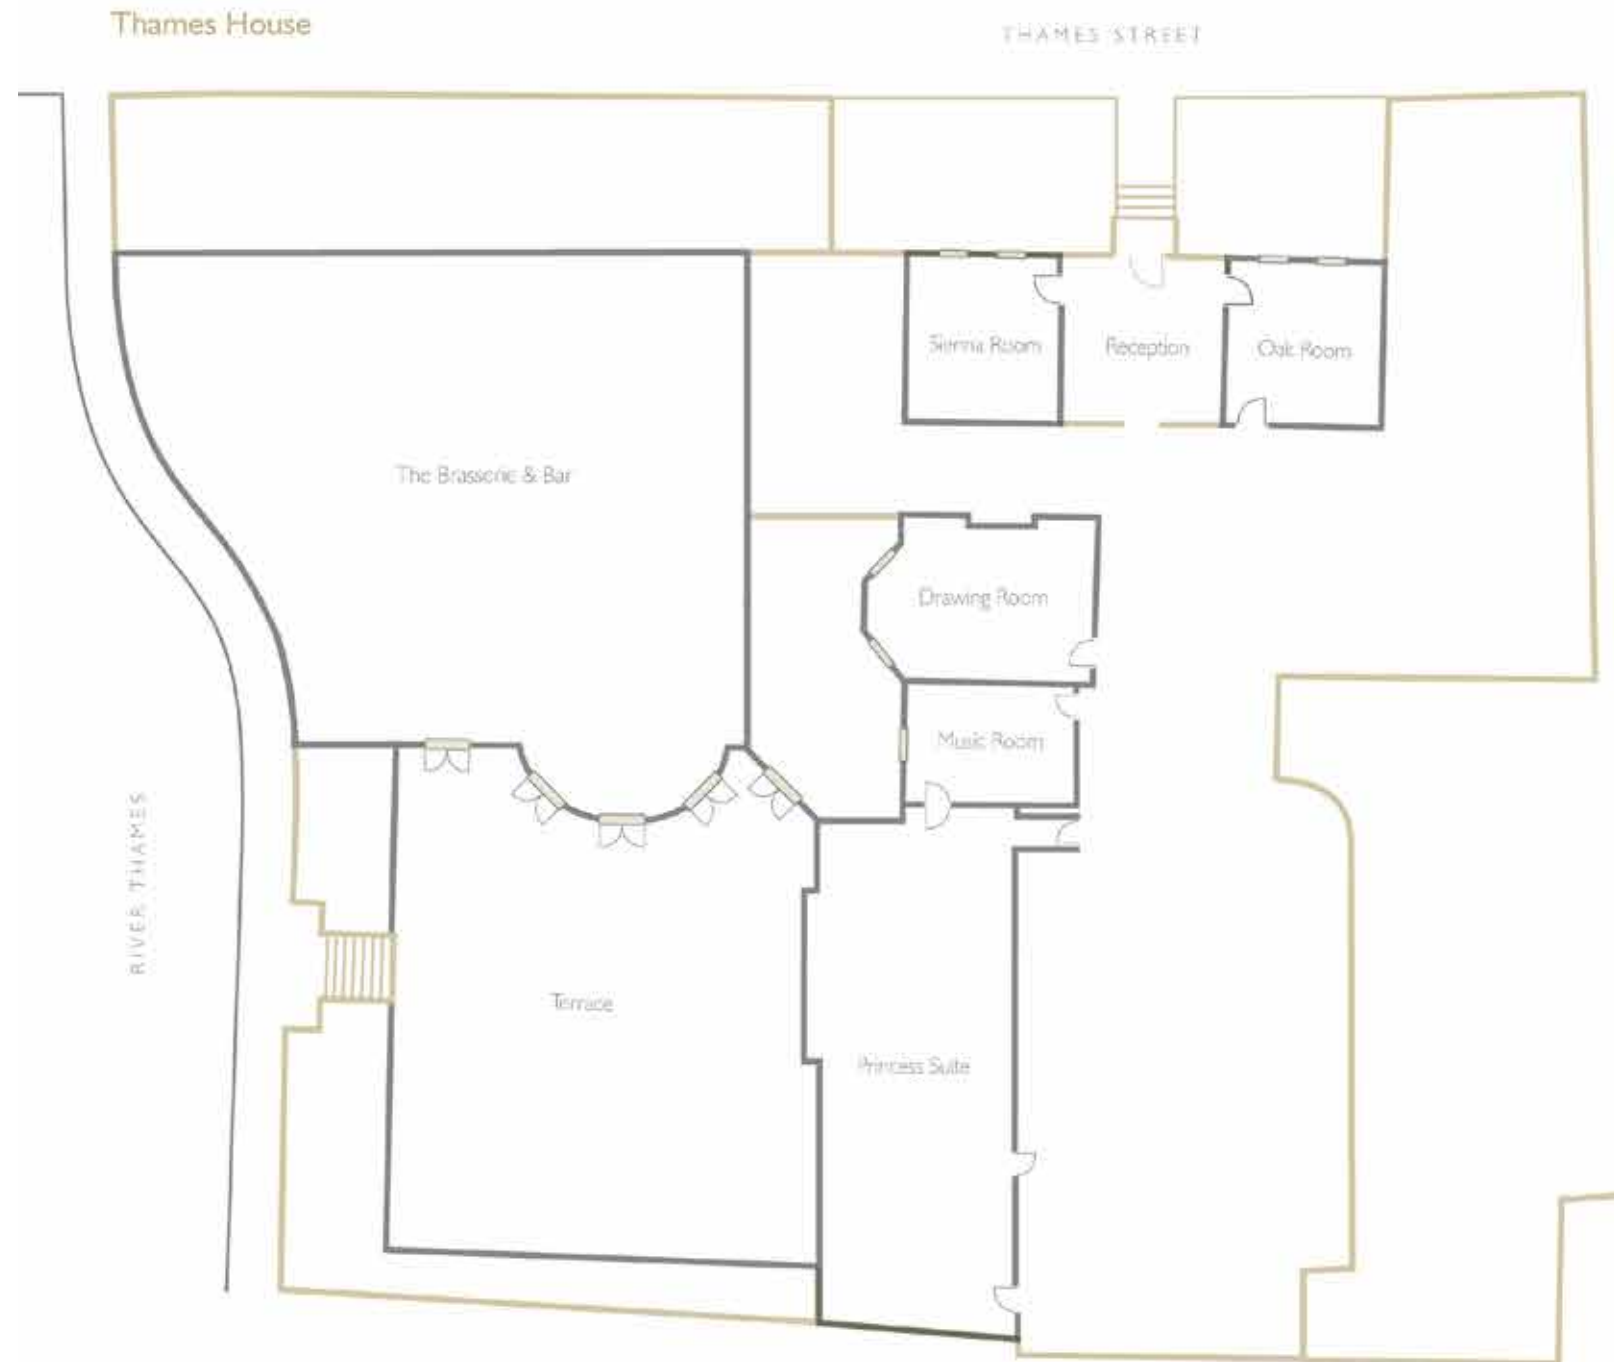 Thames House
THAMES STREET
Sienna Room
Reception
Oak Room
The Brasserie & Bar
Drawing Room
Music Room
RIVER THAMES
Terrace
Princess Suite